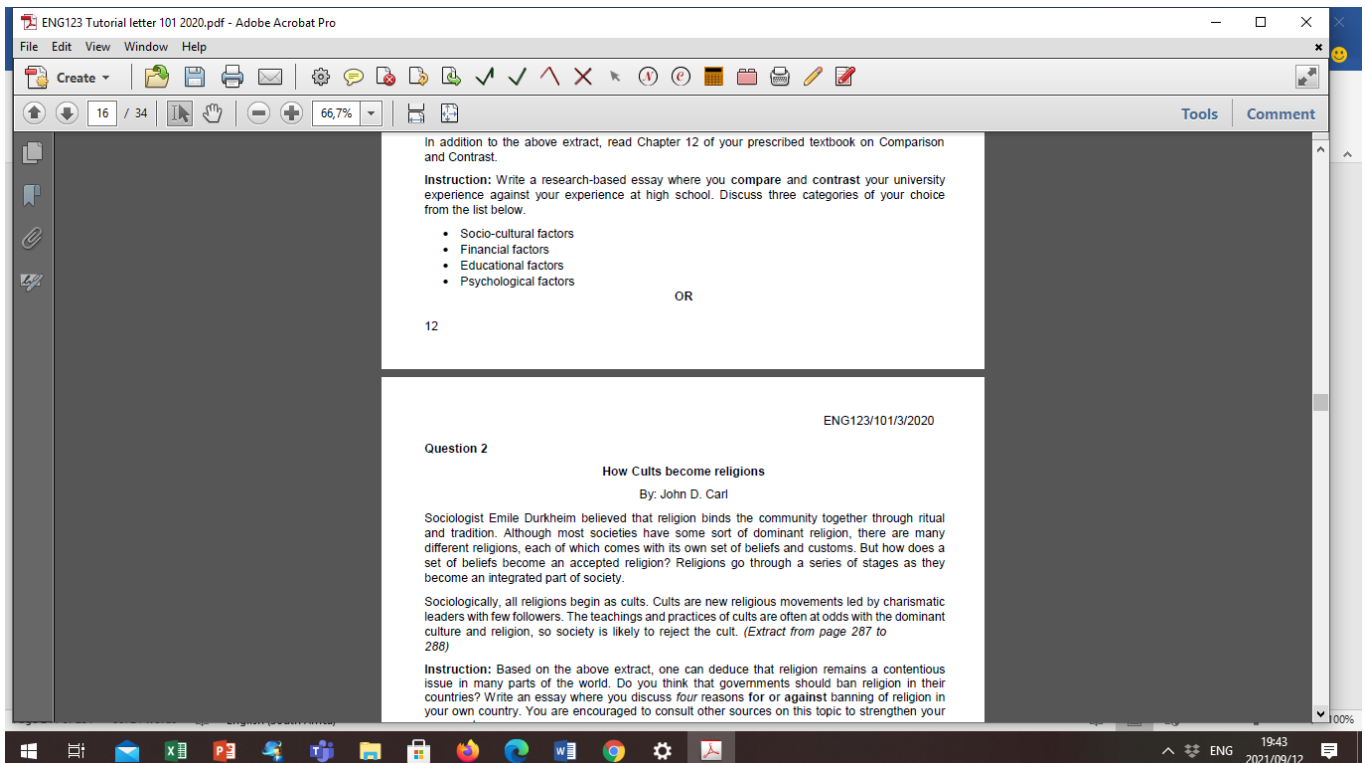 ENG123 Tutorial letter 101 2020.pdf - Adobe Acrobat Pro
File Edit View Window Help
Create
16 / 34 66,7% Tools Comment
In addition to the above extract, read Chapter 12 of your prescribed textbook on Comparison
and Contrast.
Instruction: Write a research-based essay where you compare and contrast your university
experience against your experience at high school. Discuss three categories of your choice
from the list below.
• Socio-cultural factors
• Financial factors
• Educational factors
• Psychological factors
OR
12
ENG123/101/3/2020
Question 2
How Cults become religions
By: John D. Carl
Sociologist Emile Durkheim believed that religion binds the community together through ritual
and tradition. Although most societies have some sort of dominant religion, there are many
different religions, each of which comes with its own set of beliefs and customs. But how does a
set of beliefs become an accepted religion? Religions go through a series of stages as they
become an integrated part of society.
Sociologically, all religions begin as cults. Cults are new religious movements led by charismatic
leaders with few followers. The teachings and practices of cults are often at odds with the dominant
culture and religion, so society is likely to reject the cult. (Extract from page 287 to
288)
Instruction: Based on the above extract, one can deduce that religion remains a contentious
issue in many parts of the world. Do you think that governments should ban religion in their
countries? Write an essay where you discuss four reasons for or against banning of religion in
your own country. You are encouraged to consult other sources on this topic to strengthen your
100%
ENG 19:43
2021/09/12